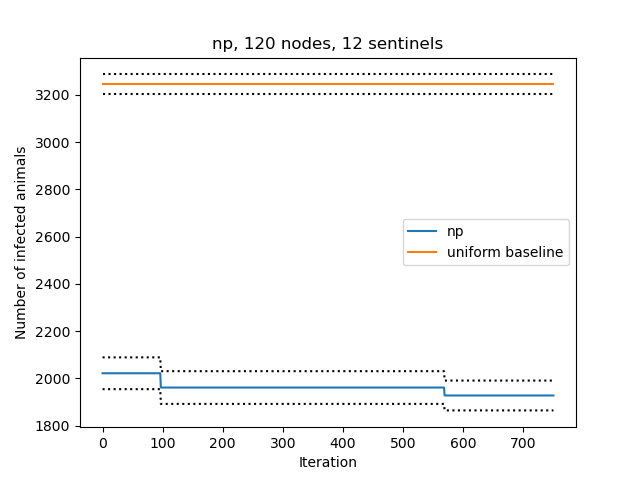 np, 120 nodes, 12 sentinels
Number of infected animals
3200
3000
2800
2600
2400
2200
2000
1800
np
uniform baseline
0 100 200 300 400 500 600 700
Iteration